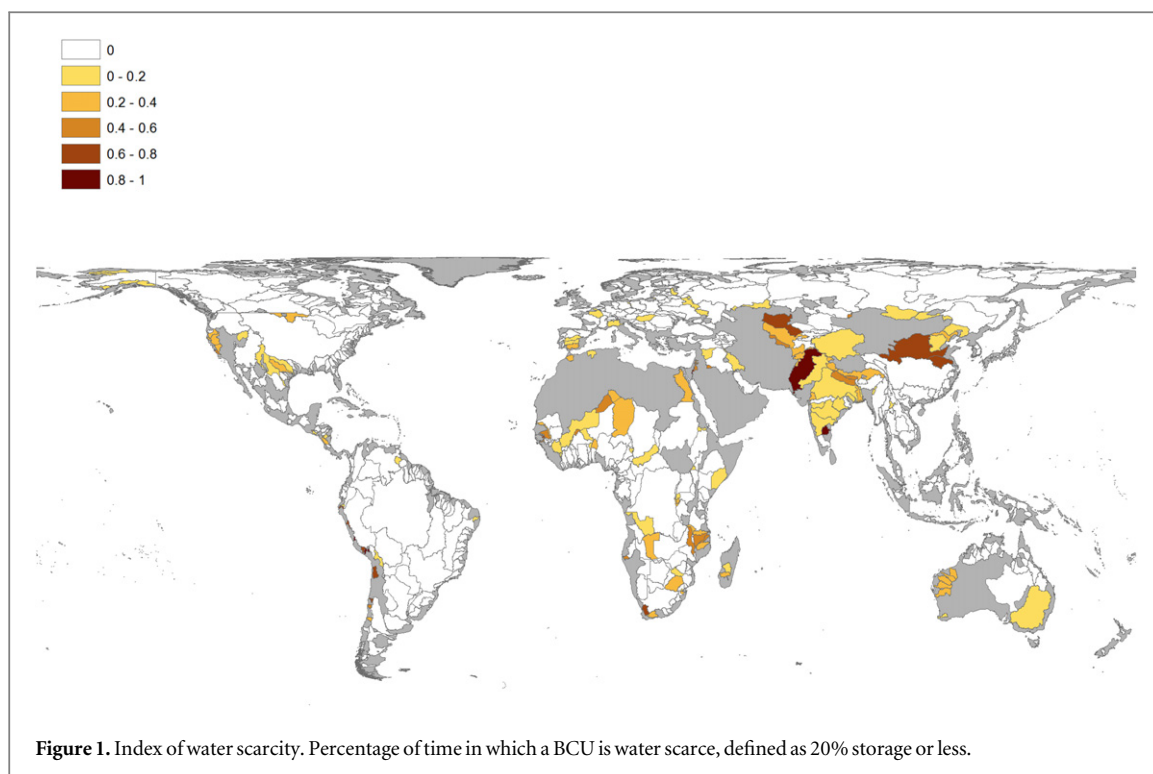 0
0 - 0.2
0.2 - 0.4
0.4 - 0.6
0.6 - 0.8
0.8 - 1
Figure 1. Index of water scarcity. Percentage of time in which a BCU is water scarce, defined as 20% storage or less.